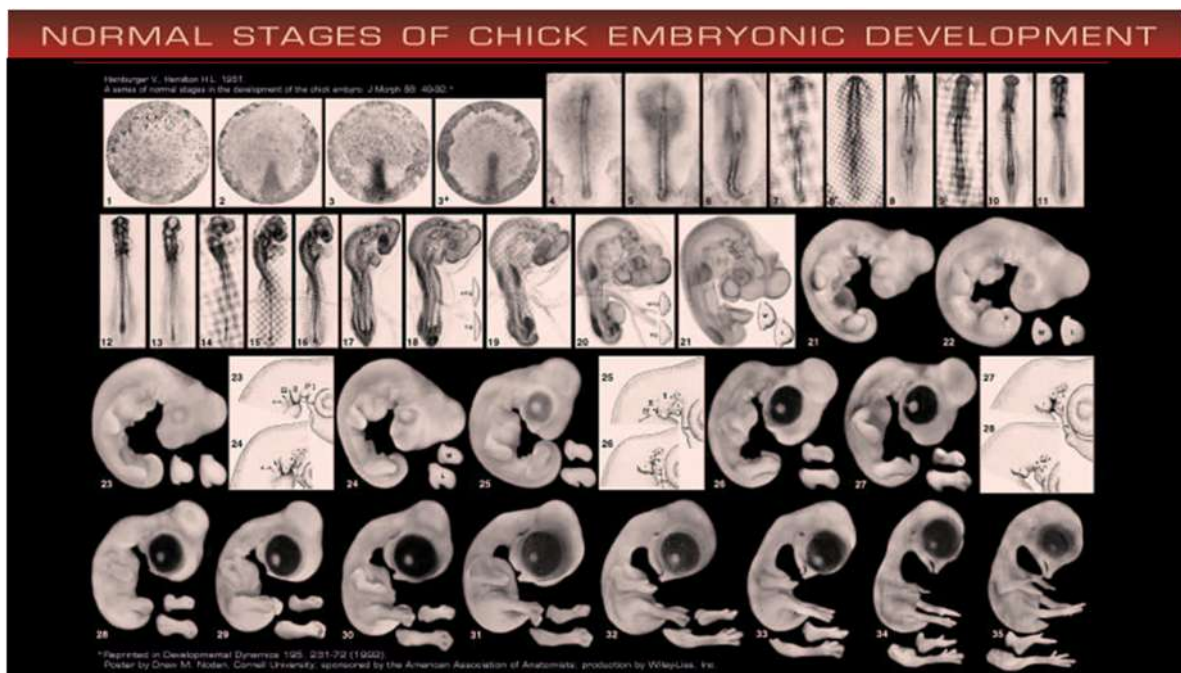 NORMAL STAGES OF CHICK EMBRYONIC DEVELOPMENT
Hamburger V., Hamilton H.L. 1951.
A series of normal stages in the development of the chick embryo. J Morph 88: 49-92.*
1 2 3 3+ 4 5 6 7 8- 8 9 10 11
12 13 14 15 16 17 18 19 20 21 21 22
23 23 24 24 25 25 26 26 27 27 28
28 29 30 31 32 33 34 35
*Reprinted in Developmental Dynamics 195: 231-72 (1992).
Poster by Drew M. Noden, Cornell University; sponsored by the American Association of Anatomists; production by Wiley-Liss, Inc.